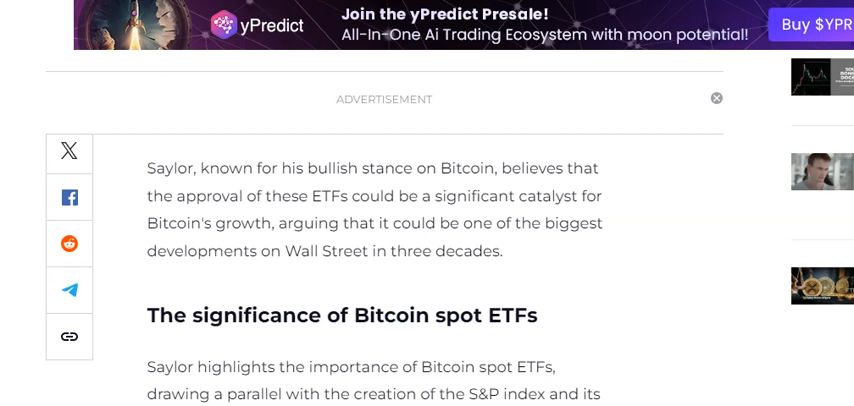 yPredict
Join the yPredict Presale!
All-In-One Ai Trading Ecosystem with moon potential!
Buy $YPR
ADVERTISEMENT
Saylor, known for his bullish stance on Bitcoin, believes that
the approval of these ETFs could be a significant catalyst for
Bitcoin's growth, arguing that it could be one of the biggest
developments on Wall Street in three decades.
The significance of Bitcoin spot ETFs
Saylor highlights the importance of Bitcoin spot ETFs,
drawing a parallel with the creation of the S&P index and its